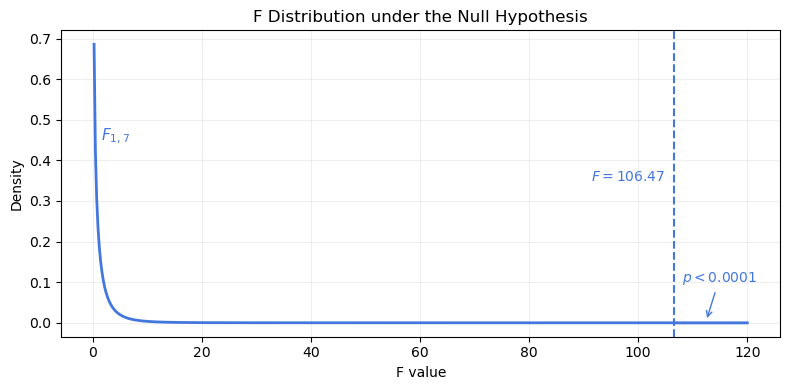 F Distribution under the Null Hypothesis
0.7
0.6
0.5
0.4
0.3
0.2
0.1
0.0
Density
F₁,₇
F = 106.47
p < 0.0001
0 20 40 60 80 100 120
F value